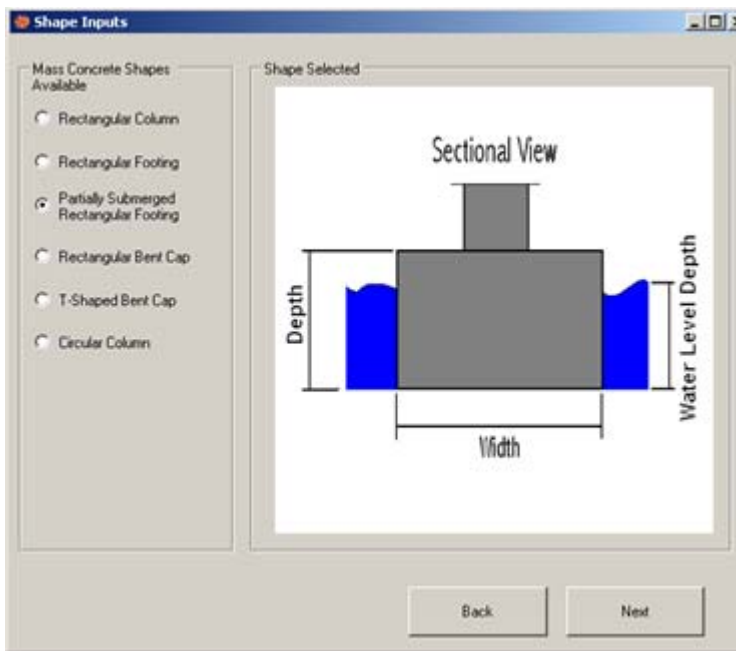 Shape Inputs
Mass Concrete Shapes
Available
Rectangular Column
Rectangular Footing
Partially Submerged
Rectangular Footing
Rectangular Bent Cap
T-Shaped Bent Cap
Circular Column
Shape Selected
Sectional View
Depth
Water Level Depth
Width
Back
Next